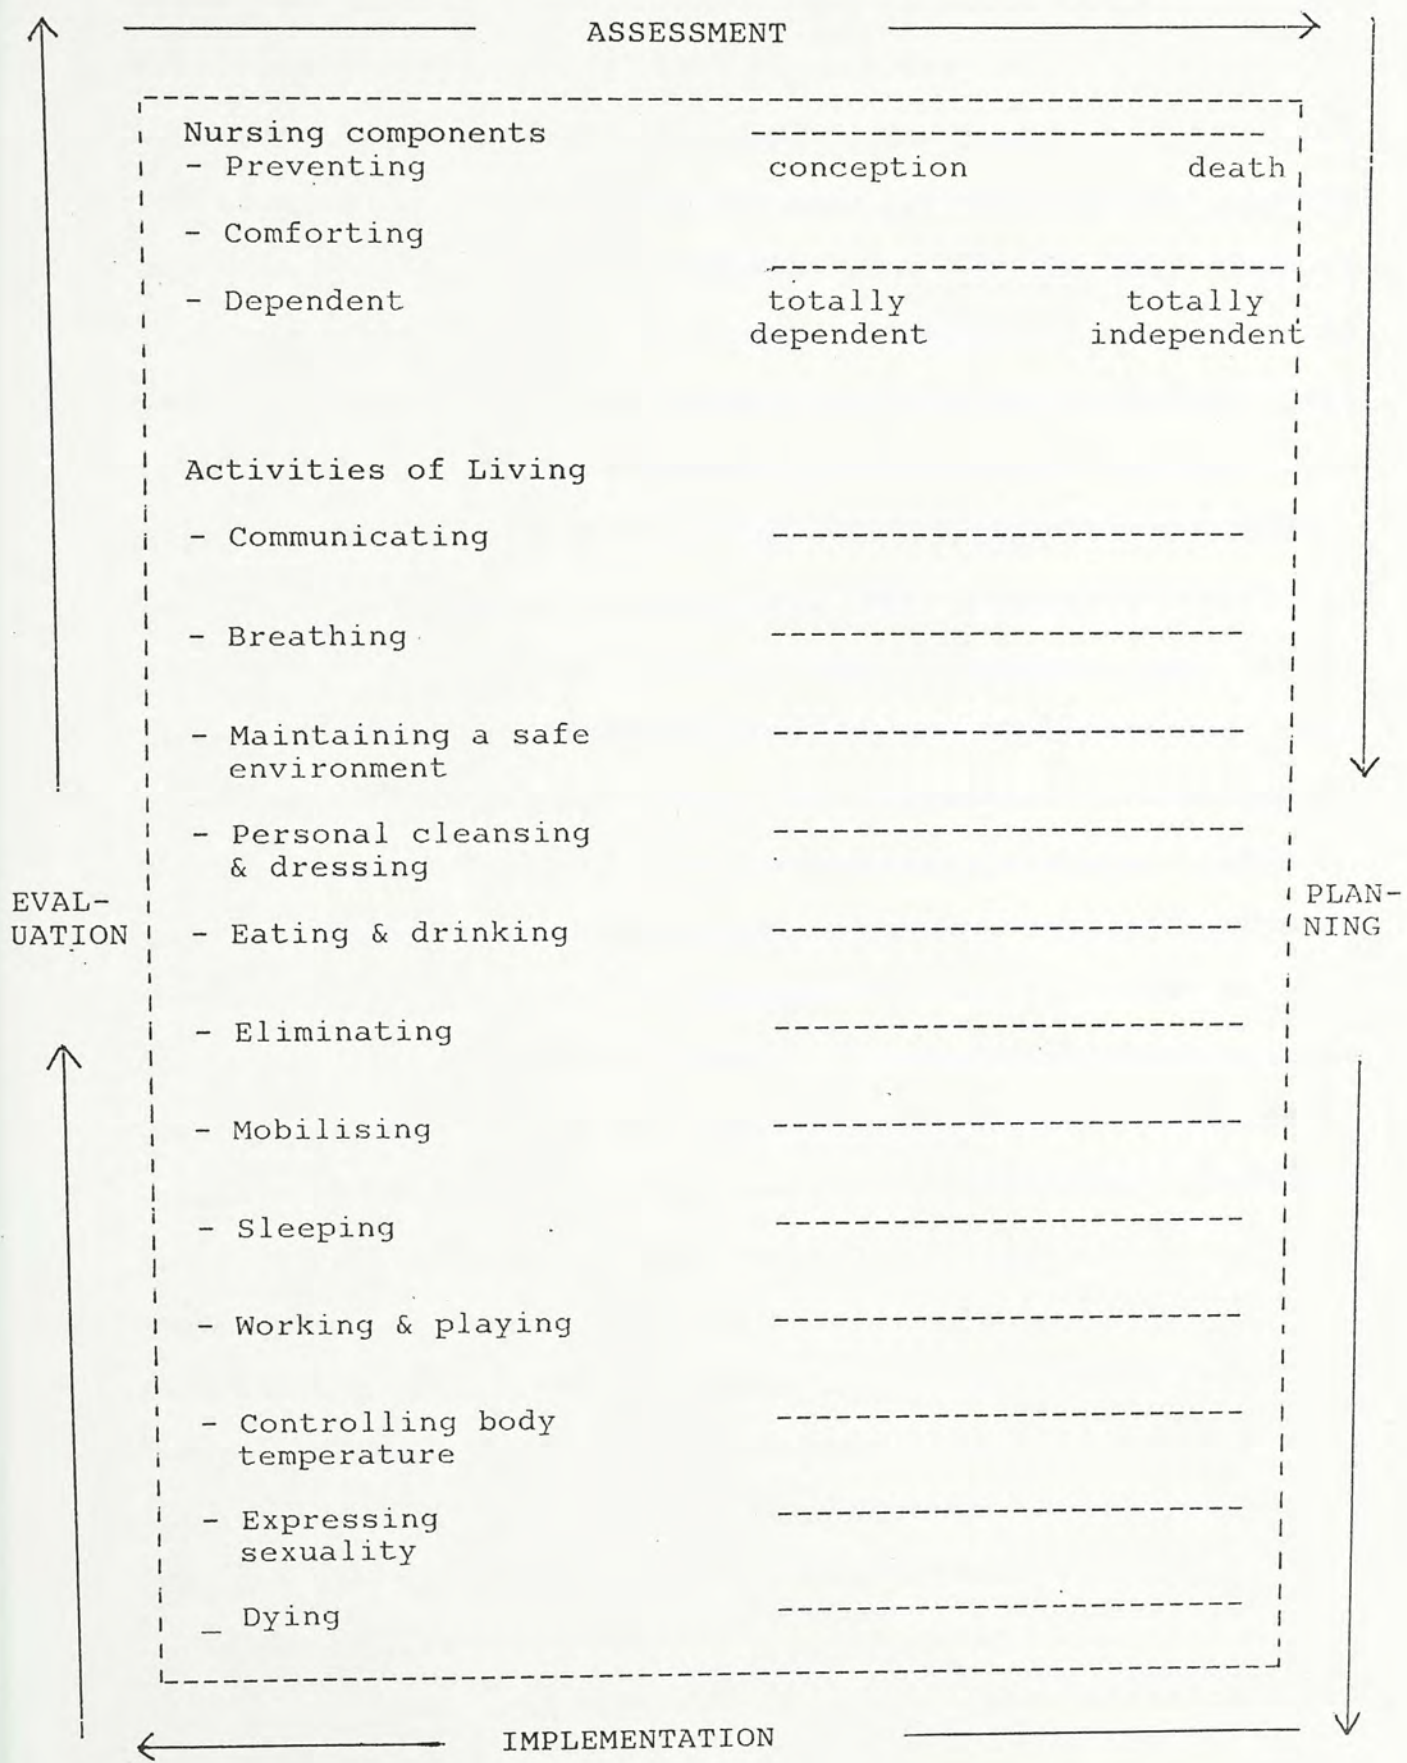 ASSESSMENT
Nursing components
- Preventing
conception death
- Comforting
- Dependent
totally totally
dependent independent
Activities of Living
- Communicating
- Breathing
- Maintaining a safe
environment
- Personal cleansing
& dressing
EVAL-
UATION
PLAN-
NING
- Eating & drinking
- Eliminating
- Mobilising
- Sleeping
- Working & playing
- Controlling body
temperature
- Expressing
sexuality
_ Dying
IMPLEMENTATION